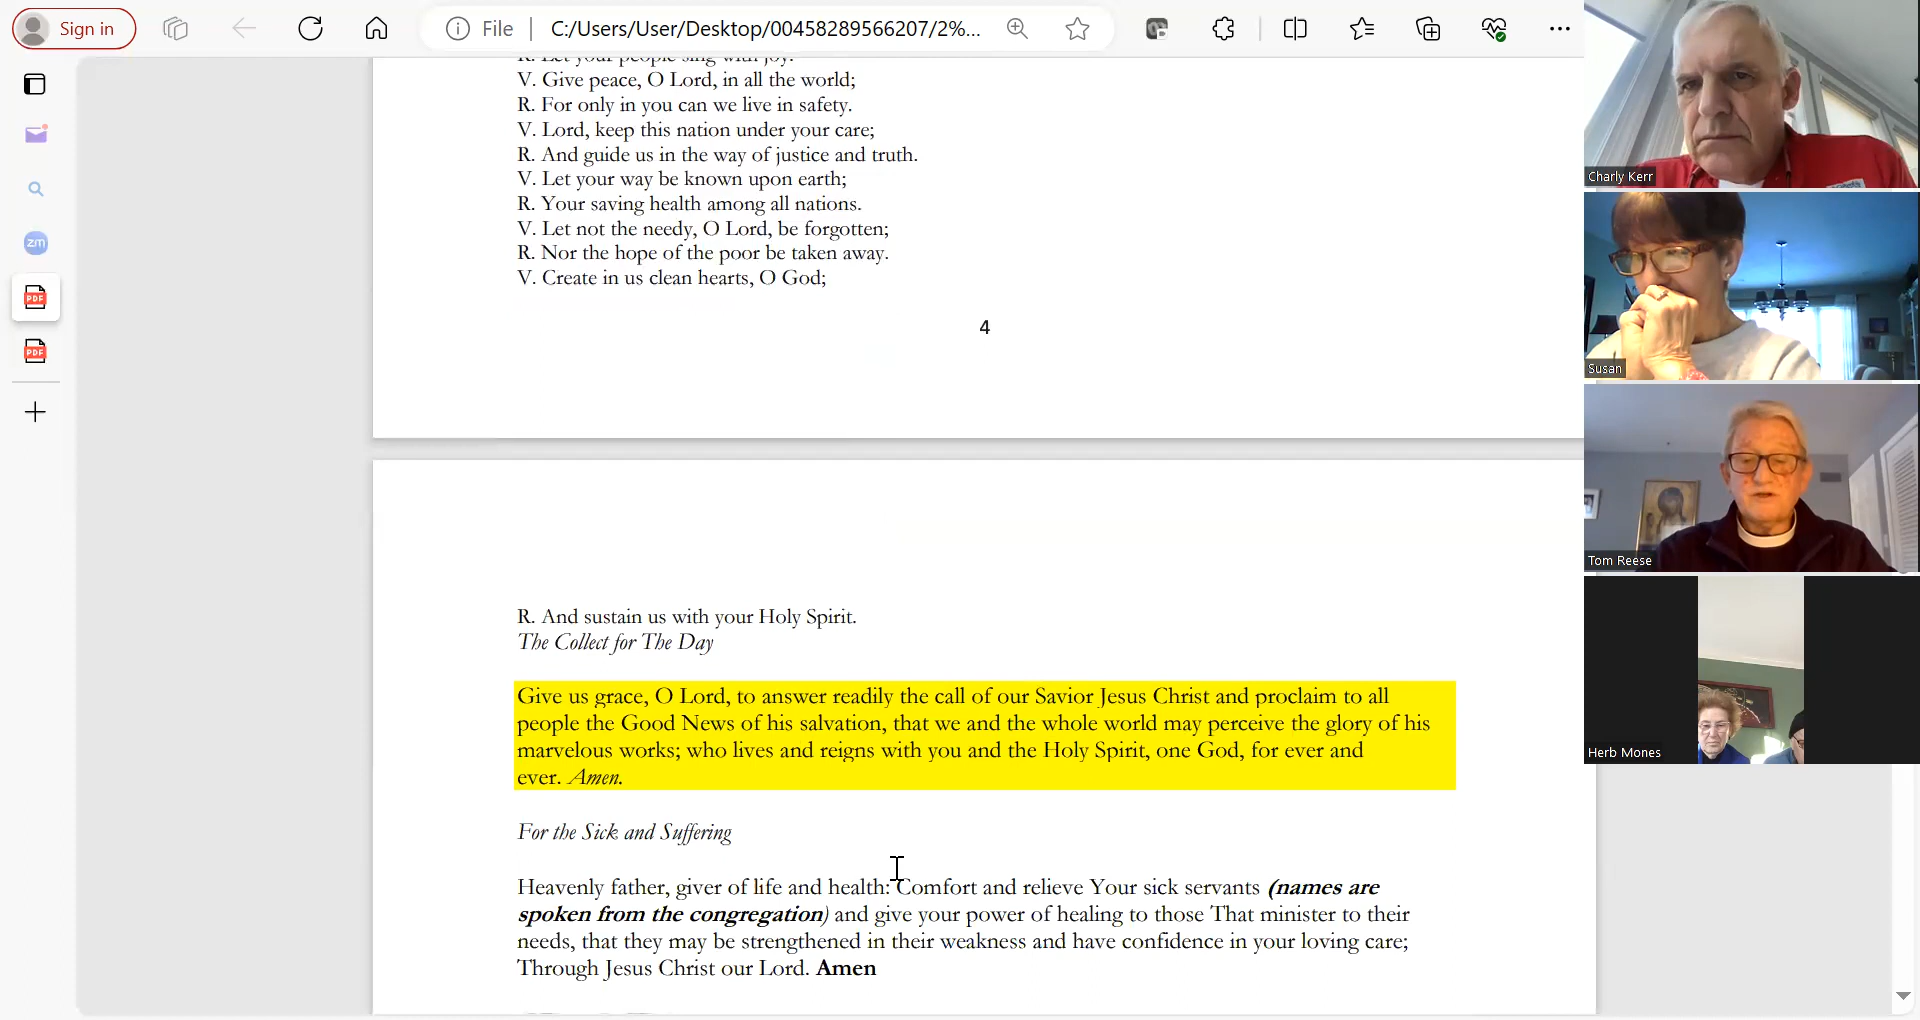 Sign in
File
C:/Users/User/Desktop/00458289566207/2%...
R. Let your people sing with joy.
V. Give peace, O Lord, in all the world;
R. For only in you can we live in safety.
V. Lord, keep this nation under your care;
R. And guide us in the way of justice and truth.
V. Let your way be known upon earth;
R. Your saving health among all nations.
V. Let not the needy, O Lord, be forgotten;
R. Nor the hope of the poor be taken away.
V. Create in us clean hearts, O God;
4
R. And sustain us with your Holy Spirit.
The Collect for The Day
Give us grace, O Lord, to answer readily the call of our Savior Jesus Christ and proclaim to all
people the Good News of his salvation, that we and the whole world may perceive the glory of his
marvelous works; who lives and reigns with you and the Holy Spirit, one God, for ever and
ever. Amen.
For the Sick and Suffering
Heavenly father, giver of life and health: Comfort and relieve Your sick servants (names are
spoken from the congregation) and give your power of healing to those That minister to their
needs, that they may be strengthened in their weakness and have confidence in your loving care;
Through Jesus Christ our Lord. Amen
zm
PDF
PDF
Charly Kerr
Susan
Tom Reese
Herb Mones